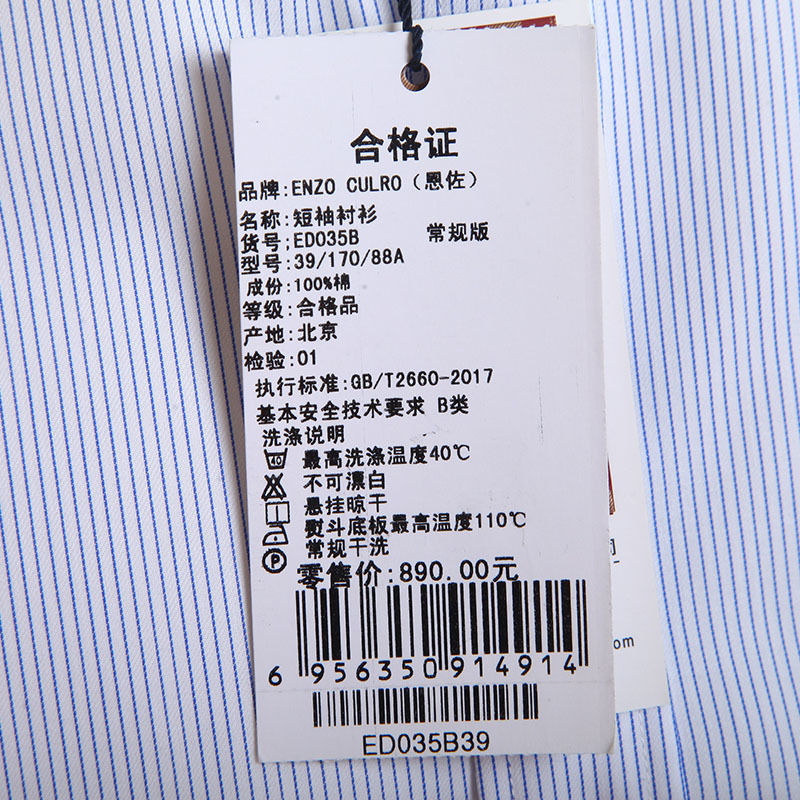 合格证
品牌:ENZO CULRO（恩佐）
名称:短袖衬衫
货号:ED035B 常规版
型号:39/170/88A
成份:100%棉
等级:合格品
产地:北京
检验:01
执行标准:GB/T2660-2017
基本安全技术要求 B类
洗涤说明
40 最高洗涤温度40℃
不可漂白
悬挂晾干
熨斗底板最高温度110℃
P 常规干洗
零售价:890.00元
6 956350 914914
ED035B39
om